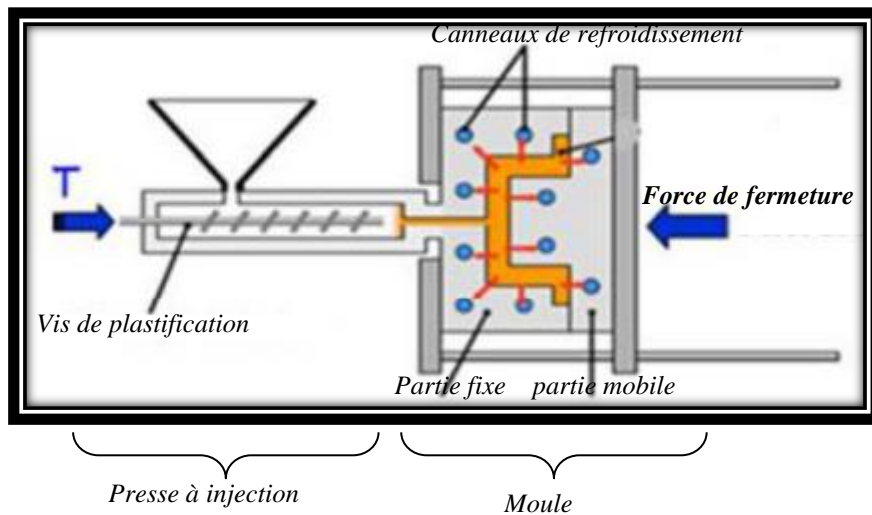 Canneaux de refroidissement
T
Force de fermeture
Vis de plastification
Partie fixe
partie mobile
Presse à injection
Moule